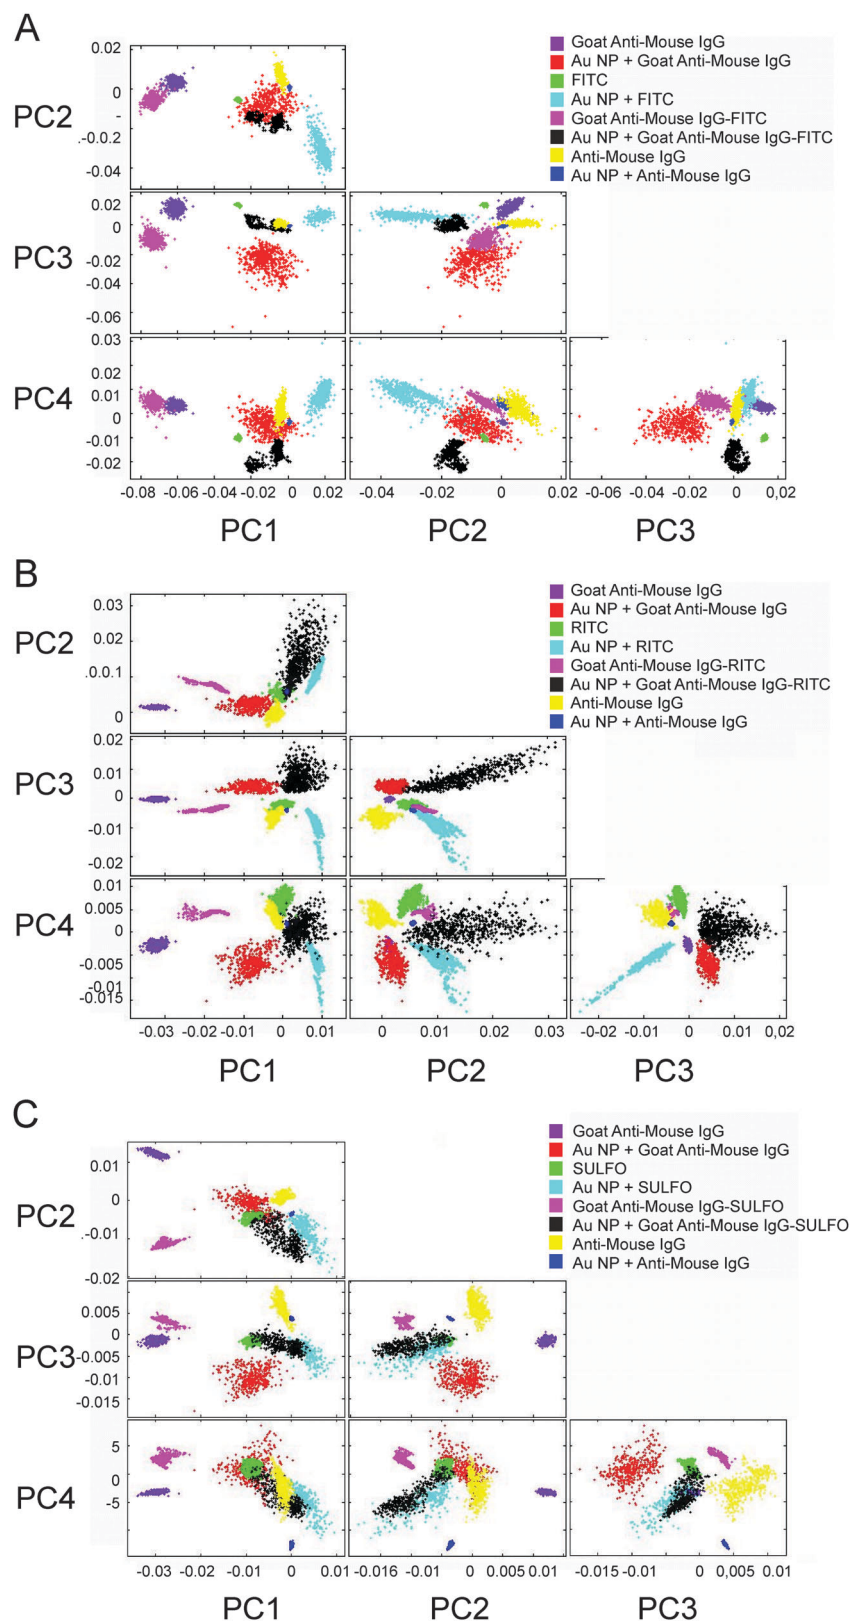 A
Goat Anti-Mouse IgG
Au NP + Goat Anti-Mouse IgG
FITC
Au NP + FITC
Goat Anti-Mouse IgG-FITC
Au NP + Goat Anti-Mouse IgG-FITC
Anti-Mouse IgG
Au NP + Anti-Mouse IgG
PC2
0.02
0
-
-0.02
-0.04
PC3
0.02
0
-0.02
-0.04
-0.06
PC4
0.03
0.01
0
-0.01
-0.02
-0.08 -0.06 -0.04 -0.02 0 0.02
-0.04 -0.02 0 0.02
-0.06 -0.04 -0.02 0 0,02
PC1 PC2 PC3
B
Goat Anti-Mouse IgG
Au NP + Goat Anti-Mouse IgG
RITC
Au NP + RITC
Goat Anti-Mouse IgG-RITC
Au NP + Goat Anti-Mouse IgG-RITC
Anti-Mouse IgG
Au NP + Anti-Mouse IgG
PC2
0.03
0.02
.0.01
0
PC3
0.02
0.01
0
-0.01
-0.02
PC4
0.01
0.005
0
-0.005
-0.01
-0.015
-0.03 -0.02 -0.01 0 0.01
0 0.01 0.02 0.03
-0.02 -0.01 0 0.01 0,02
PC1 PC2 PC3
C
Goat Anti-Mouse IgG
Au NP + Goat Anti-Mouse IgG
SULFO
Au NP + SULFO
Goat Anti-Mouse IgG-SULFO
Au NP + Goat Anti-Mouse IgG-SULFO
Anti-Mouse IgG
Au NP + Anti-Mouse IgG
PC2
0.01
0
-0.01
-0.02
PC3
0.005
0
-0.005
-0.01
-0.015
PC4
5
0
-5
-0.03 -0.02 -0.01 0 0.01
-0.016 -0.01 0 0.005 0.01
-0.015 -0.01 0 0,005 0.01
PC1 PC2 PC3